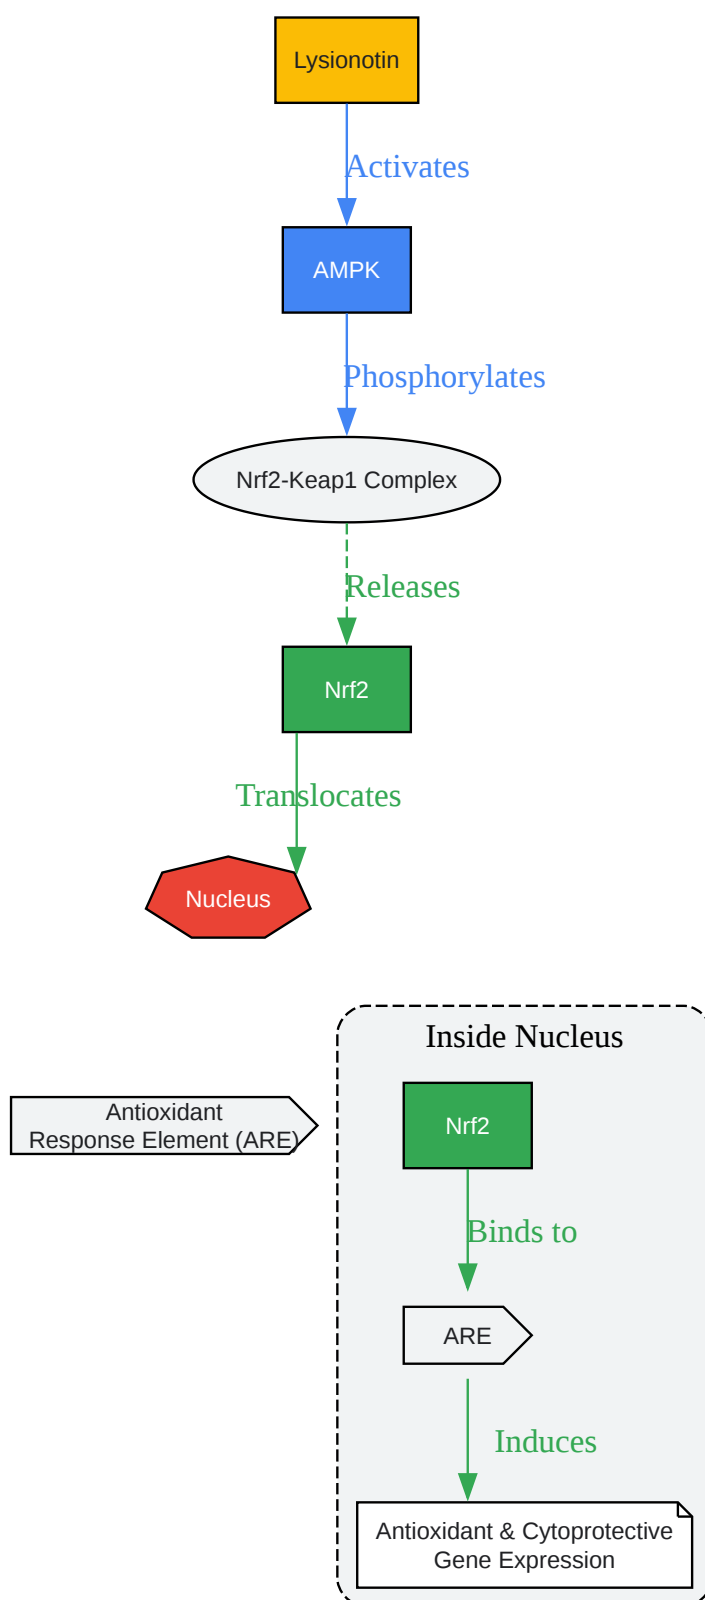 Lysionotin
Activates
AMPK
Phosphorylates
Nrf2-Keap1 Complex
Releases
Nrf2
Translocates
Nucleus
Inside Nucleus
Antioxidant
Response Element (ARE)
Nrf2
Binds to
ARE
Induces
Antioxidant & Cytoprotective
Gene Expression